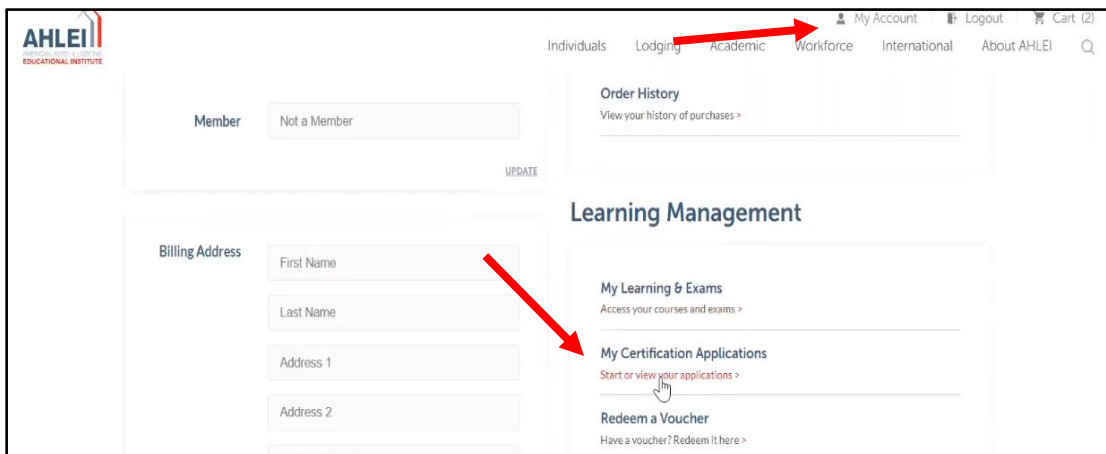 My Account
Logout
Cart (2)
AHLEI
AMERICAN HOTEL & LODGING
EDUCATIONAL INSTITUTE
Individuals
Lodging
Academic
Workforce
International
About AHLEI
Member
Not a Member
UPDATE
Billing Address
First Name
Last Name
Address 1
Address 2
Order History
View your history of purchases >
Learning Management
My Learning & Exams
Access your courses and exams >
My Certification Applications
Start or view your applications >
Redeem a Voucher
Have a voucher? Redeem it here >